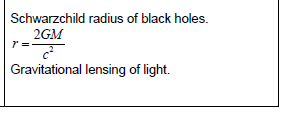 Schwarzchild radius of black holes.
r = 2GM / c²
Gravitational lensing of light.